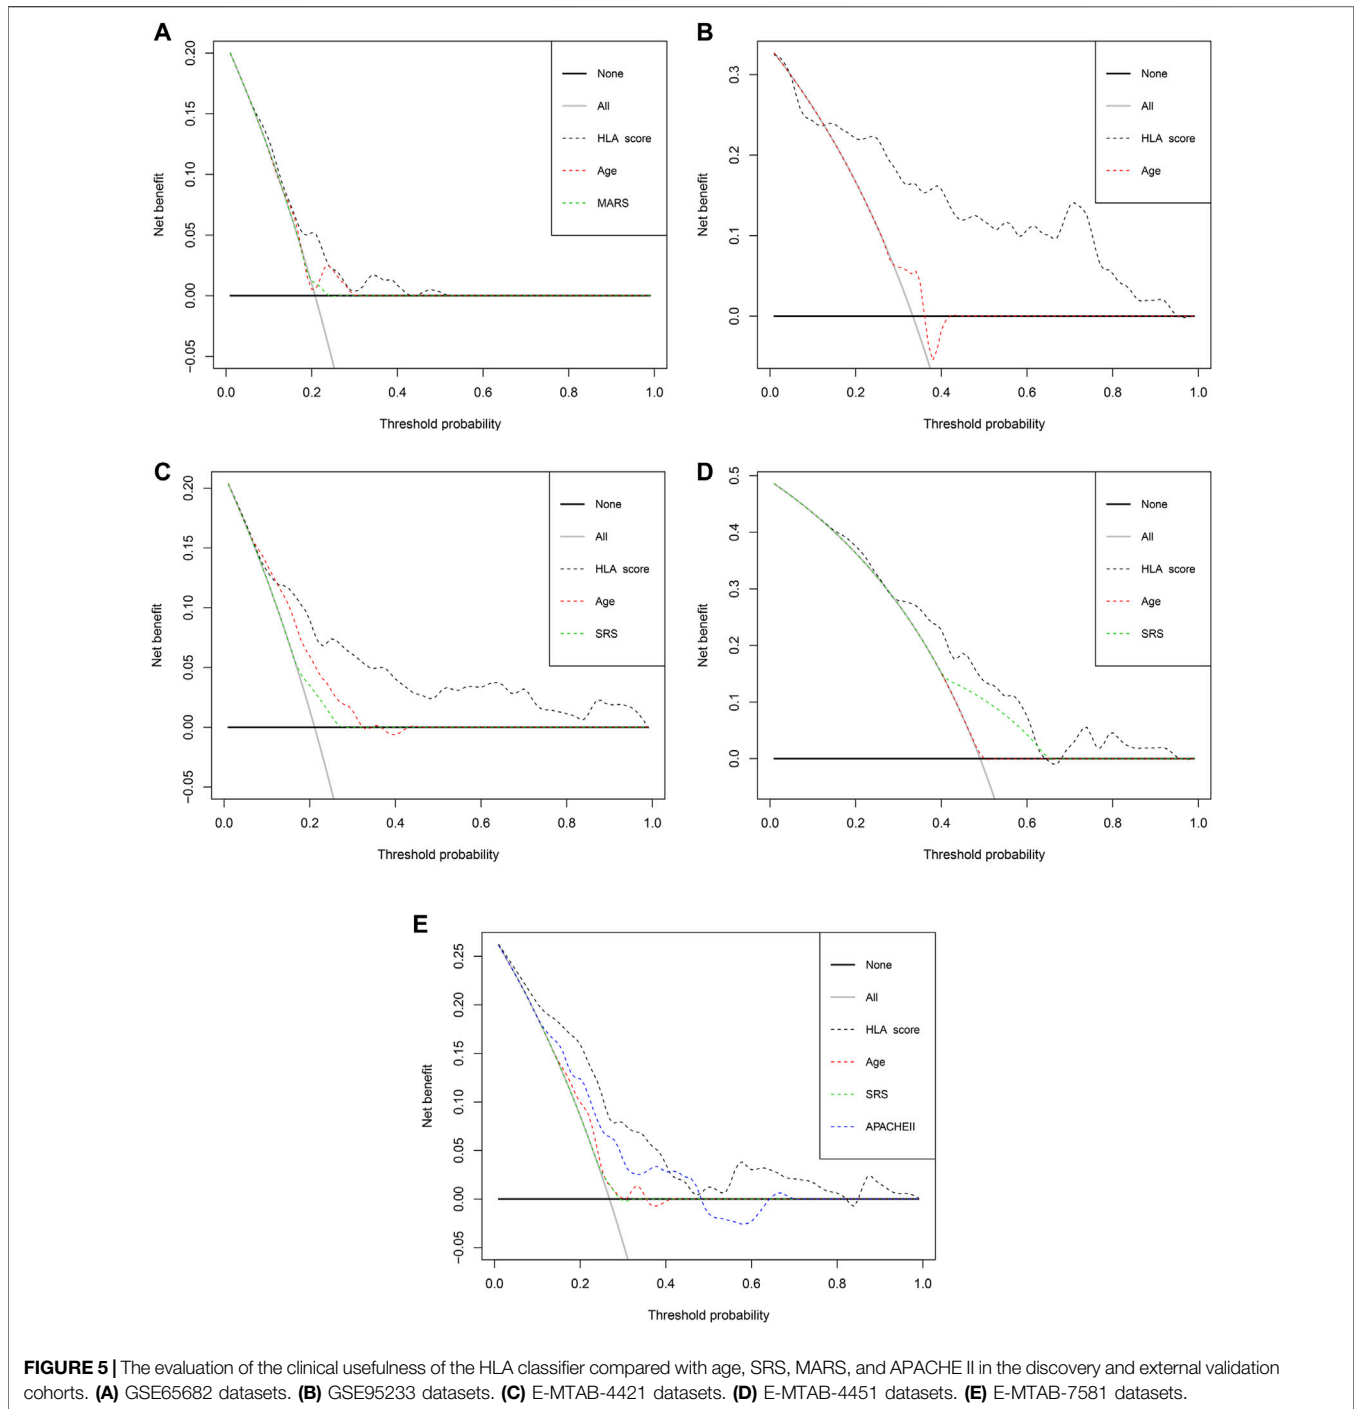 A
0.20
0.15
0.10
0.05
0.00
−0.05
Net benefit
None
All
HLA score
Age
MARS
0.0 0.2 0.4 0.6 0.8 1.0
Threshold probability
B
0.3
0.2
0.1
0.0
Net benefit
None
All
HLA score
Age
0.0 0.2 0.4 0.6 0.8 1.0
Threshold probability
C
0.20
0.15
0.10
0.05
0.00
−0.05
Net benefit
None
All
HLA score
Age
SRS
0.0 0.2 0.4 0.6 0.8 1.0
Threshold probability
D
0.5
0.4
0.3
0.2
0.1
0.0
Net benefit
None
All
HLA score
Age
SRS
0.0 0.2 0.4 0.6 0.8 1.0
Threshold probability
E
0.25
0.20
0.15
0.10
0.05
0.00
−0.05
Net benefit
None
All
HLA score
Age
SRS
APACHEII
0.0 0.2 0.4 0.6 0.8 1.0
Threshold probability
FIGURE 5 | The evaluation of the clinical usefulness of the HLA classifier compared with age, SRS, MARS, and APACHE II in the discovery and external validation
cohorts. (A) GSE65682 datasets. (B) GSE95233 datasets. (C) E-MTAB-4421 datasets. (D) E-MTAB-4451 datasets. (E) E-MTAB-7581 datasets.